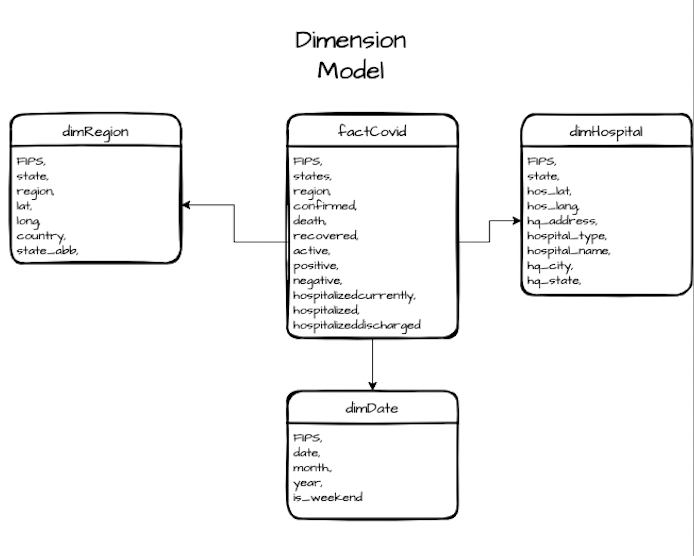 Dimension
Model
dimRegion
FIPS,
state,
region,
lat,
long,
country,
state_abb,
factCovid
FIPS,
states,
region,
confirmed,
death,
recovered,
active,
positive,
negative,
hospitalizedcurrently,
hospitalized,
hospitalizeddischarged
dimHospital
FIPS,
state,
hos_lat,
hos_lang,
hq_address,
hospital_type,
hospital_name,
hq_city,
hq_state,
dimDate
FIPS,
date,
month,
year,
is_weekend